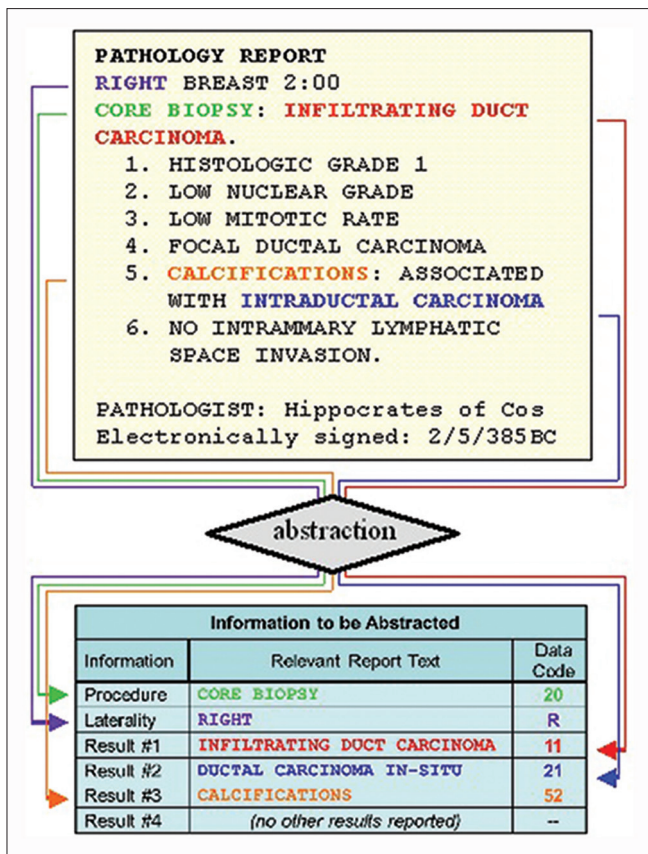 PATHOLOGY REPORT
RIGHT BREAST 2:00
CORE BIOPSY: INFILTRATING DUCT
CARCINOMA.
1. HISTOLOGIC GRADE 1
2. LOW NUCLEAR GRADE
3. LOW MITOTIC RATE
4. FOCAL DUCTAL CARCINOMA
5. CALCIFICATIONS: ASSOCIATED
WITH INTRADUCTAL CARCINOMA
6. NO INTRAMMARY LYMPHATIC
SPACE INVASION.
PATHOLOGIST: Hippocrates of Cos
Electronically signed: 2/5/385BC
abstraction
Information to be Abstracted
Information Relevant Report Text Data Code
Procedure CORE BIOPSY 20
Laterality RIGHT R
Result #1 INFILTRATING DUCT CARCINOMA 11
Result #2 DUCTAL CARCINOMA IN-SITU 21
Result #3 CALCIFICATIONS 52
Result #4 (no other results reported) --